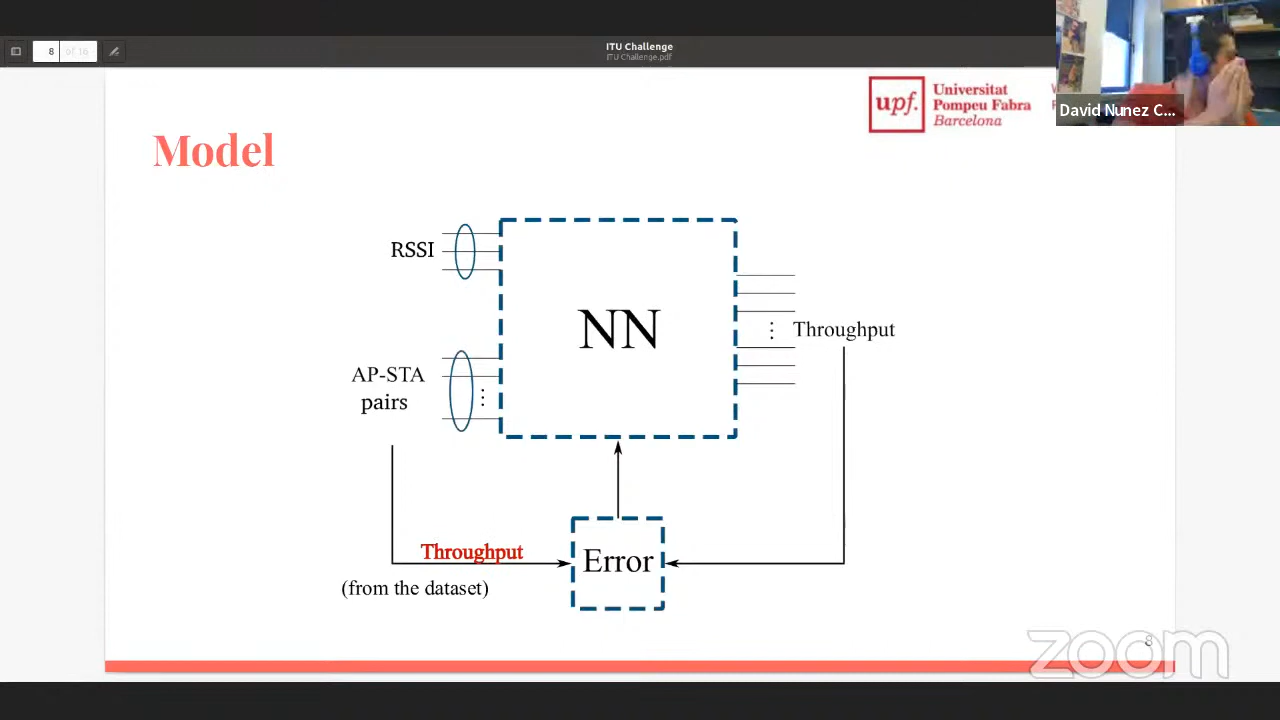 ITU Challenge
ITU Challenge.pdf
8 of 16
David Nunez C...
upf.
Universitat
Pompeu Fabra
Barcelona
Model
RSSI
NN
Throughput
AP-STA
pairs
Throughput
(from the dataset)
Error
8
zoom